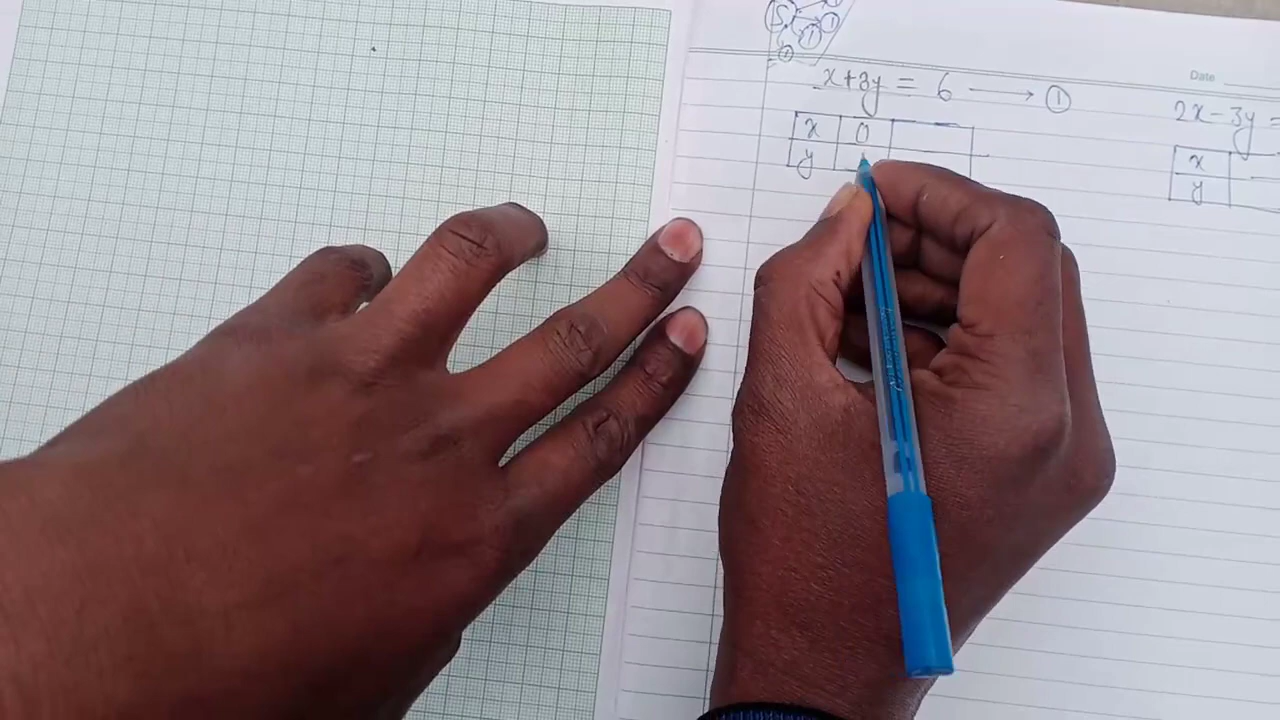 Date
x+3y = 6 ⟶ ①
2x-3y =
x 0
y
x
y